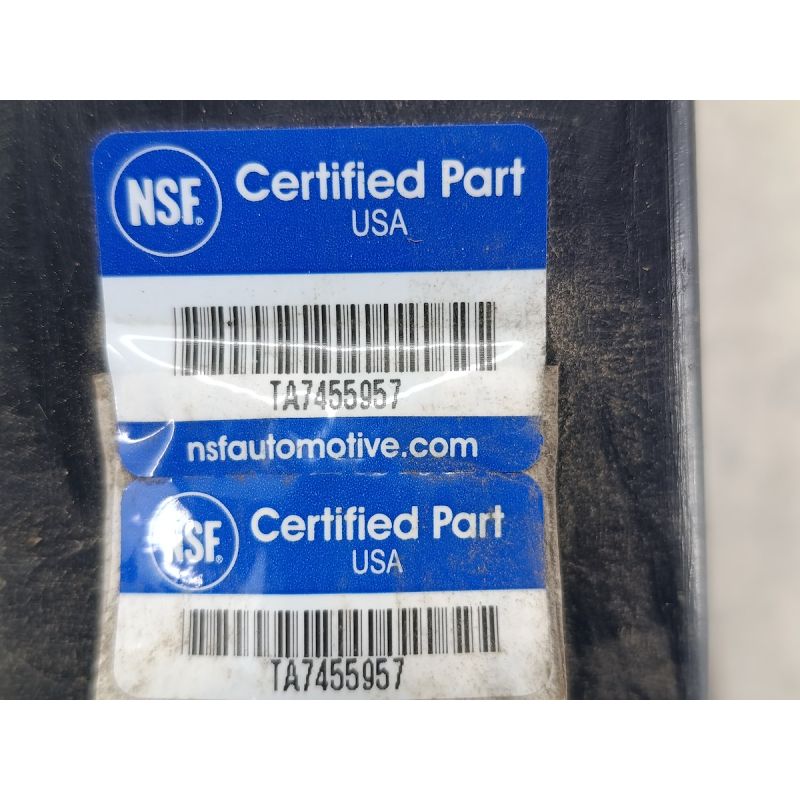 NSF®
Certified Part
USA
TA7455957
nsfautomotive.com
NSF®
Certified Part
USA
TA7455957